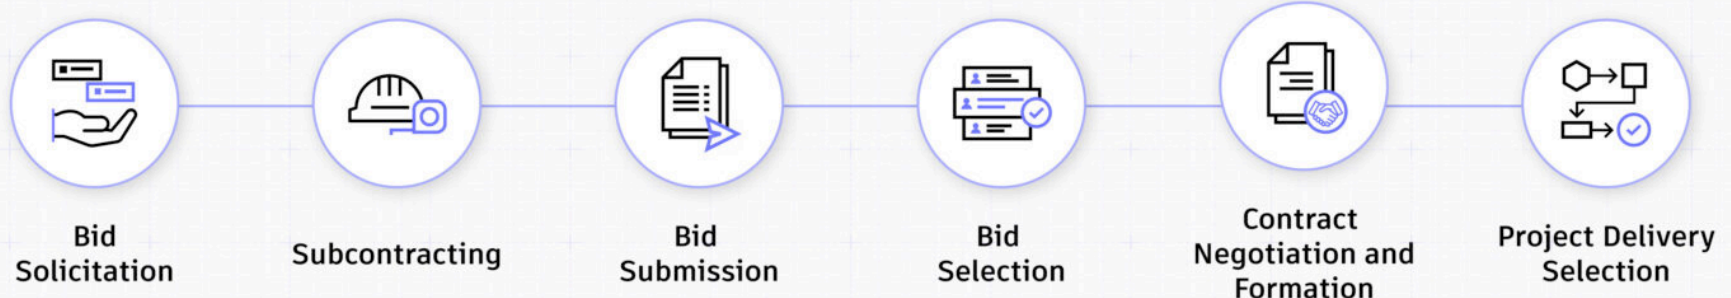 Bid
Solicitation
Subcontracting
Bid
Submission
Bid
Selection
Contract
Negotiation and
Formation
Project Delivery
Selection